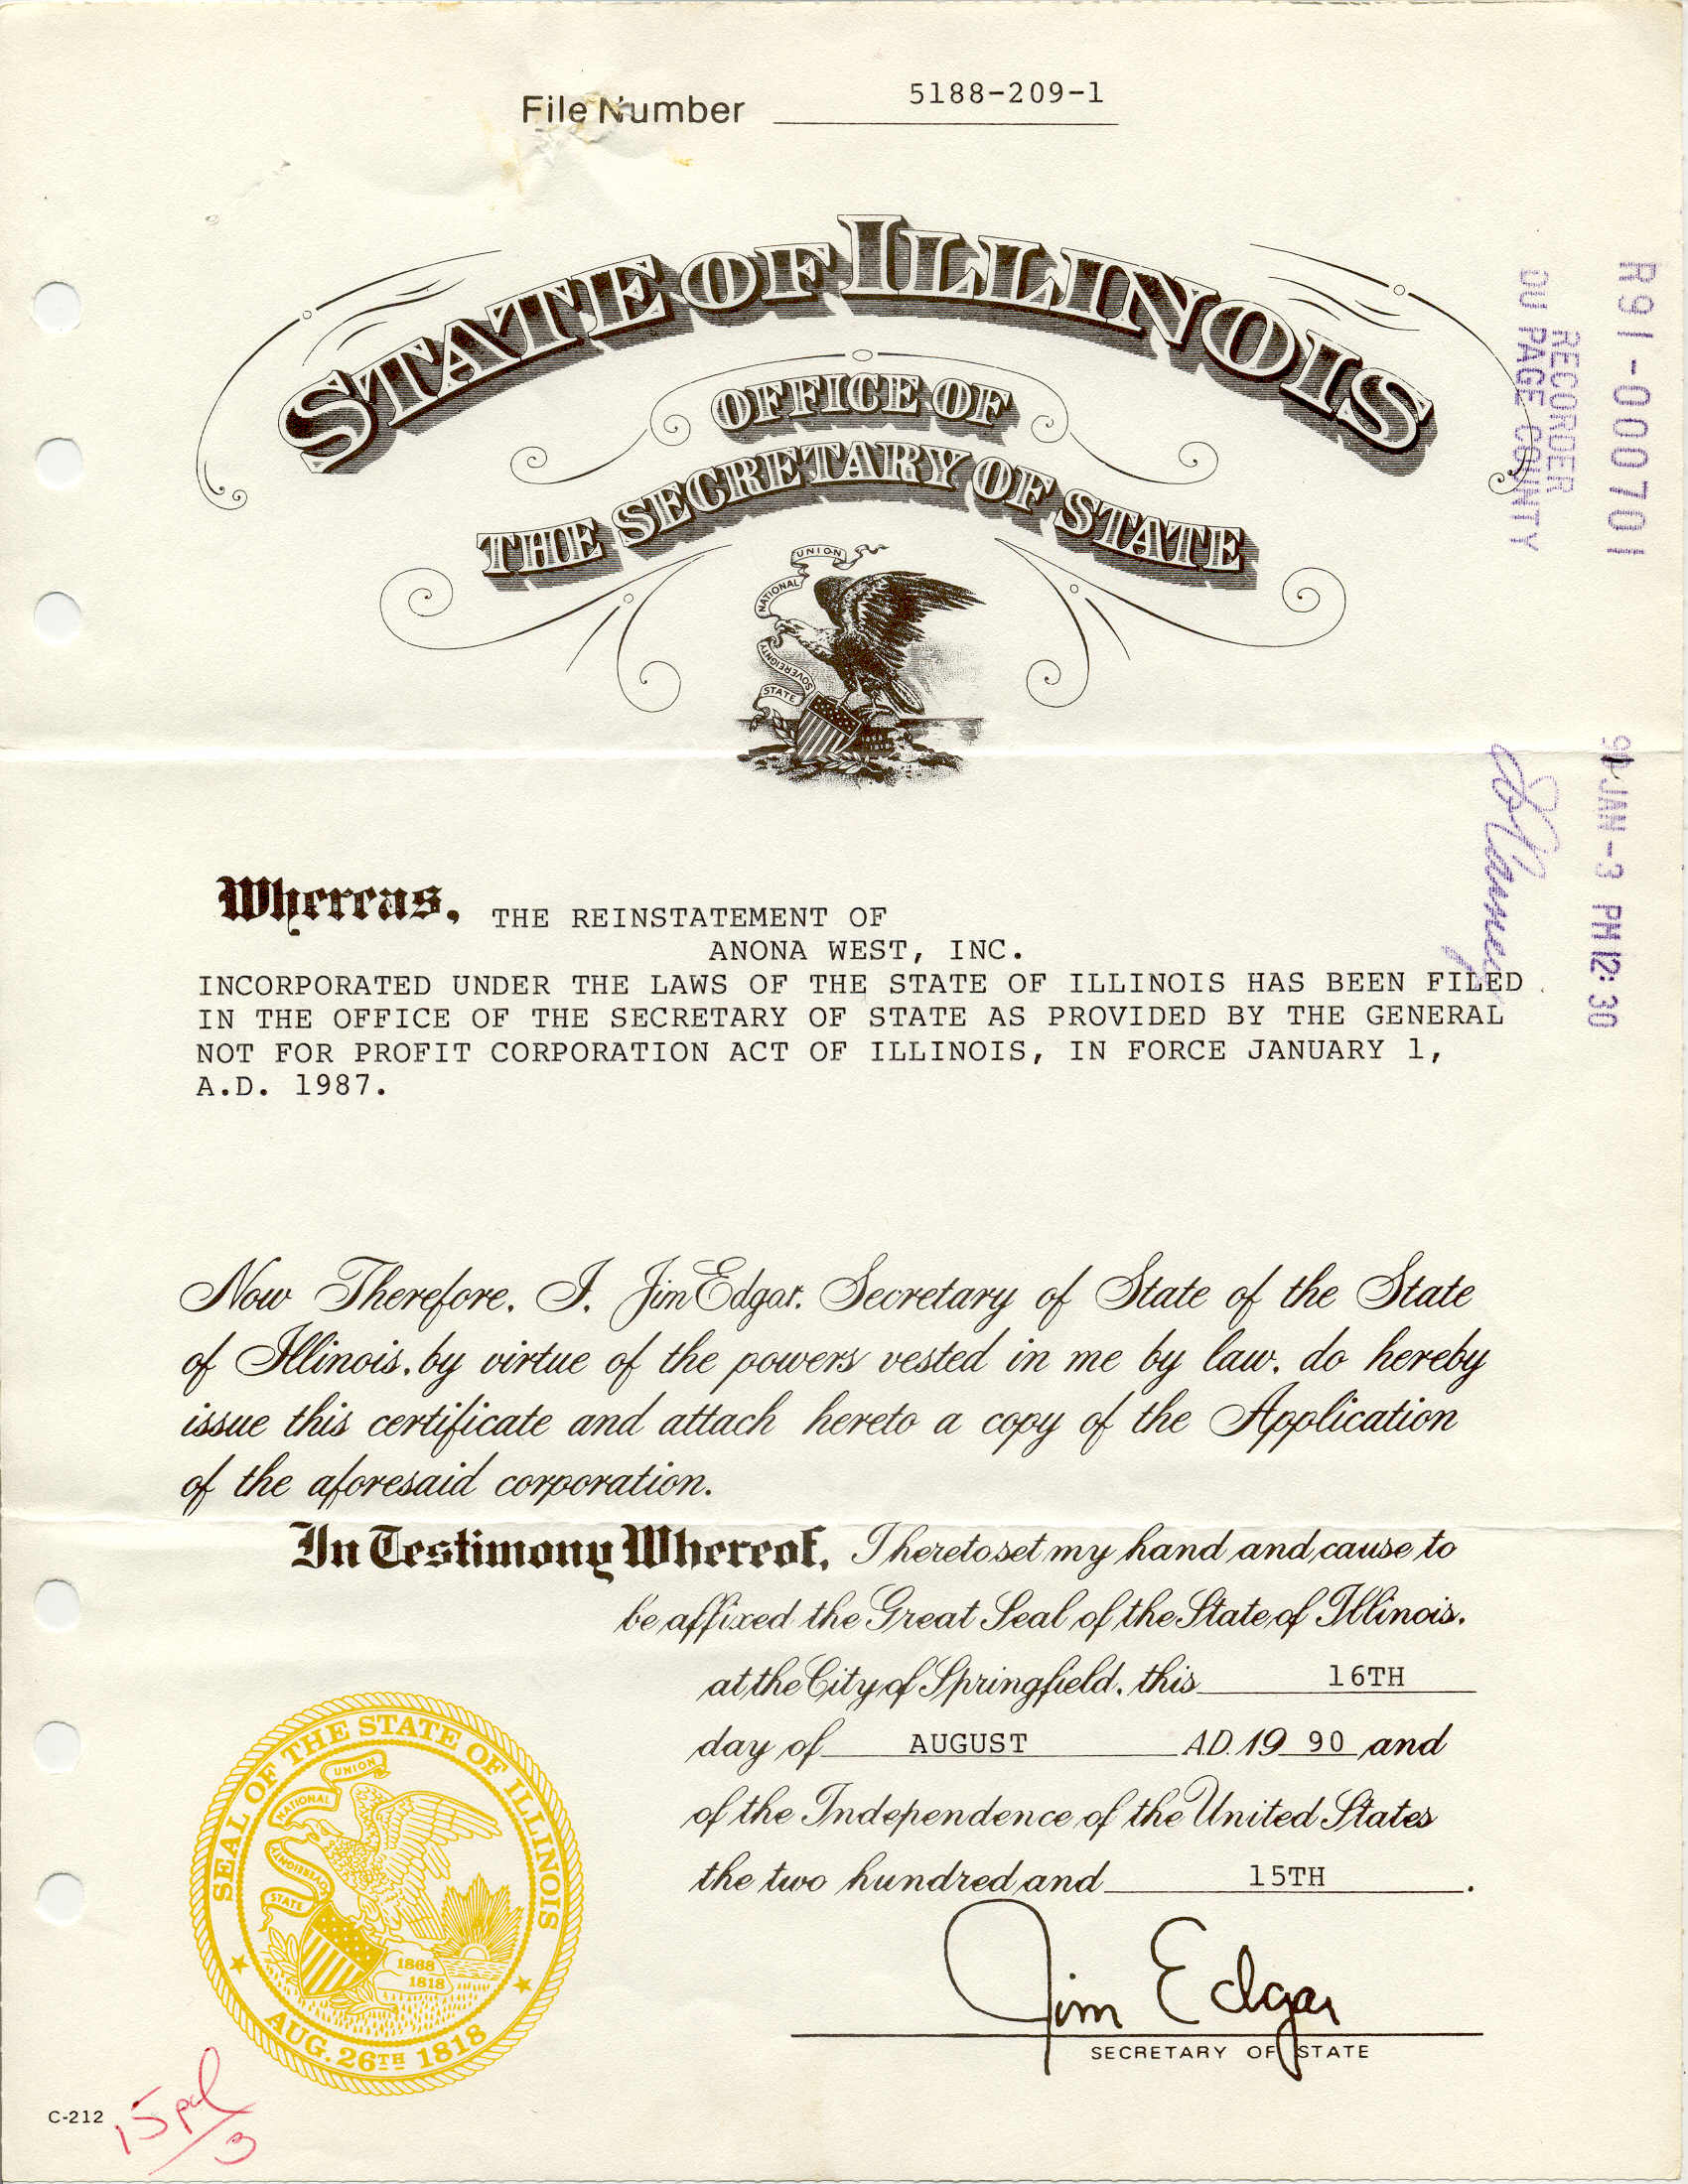 File Number 5188-209-1
STATE OF ILLINOIS
OFFICE OF
THE SECRETARY OF STATE
UNION
NATIONAL
SOVEREIGNTY
STATE
R91-000701
RECORDER
DU PAGE COUNTY
91 JAN -3 PM 12:30
Whereas, THE REINSTATEMENT OF
ANONA WEST, INC.
INCORPORATED UNDER THE LAWS OF THE STATE OF ILLINOIS HAS BEEN FILED
IN THE OFFICE OF THE SECRETARY OF STATE AS PROVIDED BY THE GENERAL
NOT FOR PROFIT CORPORATION ACT OF ILLINOIS, IN FORCE JANUARY 1,
A.D. 1987.
Now Therefore, I, Jim Edgar, Secretary of State of the State
of Illinois, by virtue of the powers vested in me by law, do hereby
issue this certificate and attach hereto a copy of the Application
of the aforesaid corporation.
In Testimony Whereof, I hereto set my hand and cause to
be affixed the Great Seal of the State of Illinois,
at the City of Springfield, this 16TH
day of AUGUST A.D. 19 90 and
of the Independence of the United States
the two hundred and 15TH.
Jim Edgar
SECRETARY OF STATE
SEAL OF THE STATE OF ILLINOIS
UNION
NATIONAL
SOVEREIGNTY
STATE
1868
1818
AUG. 26TH 1818
C-212
15 pd
3